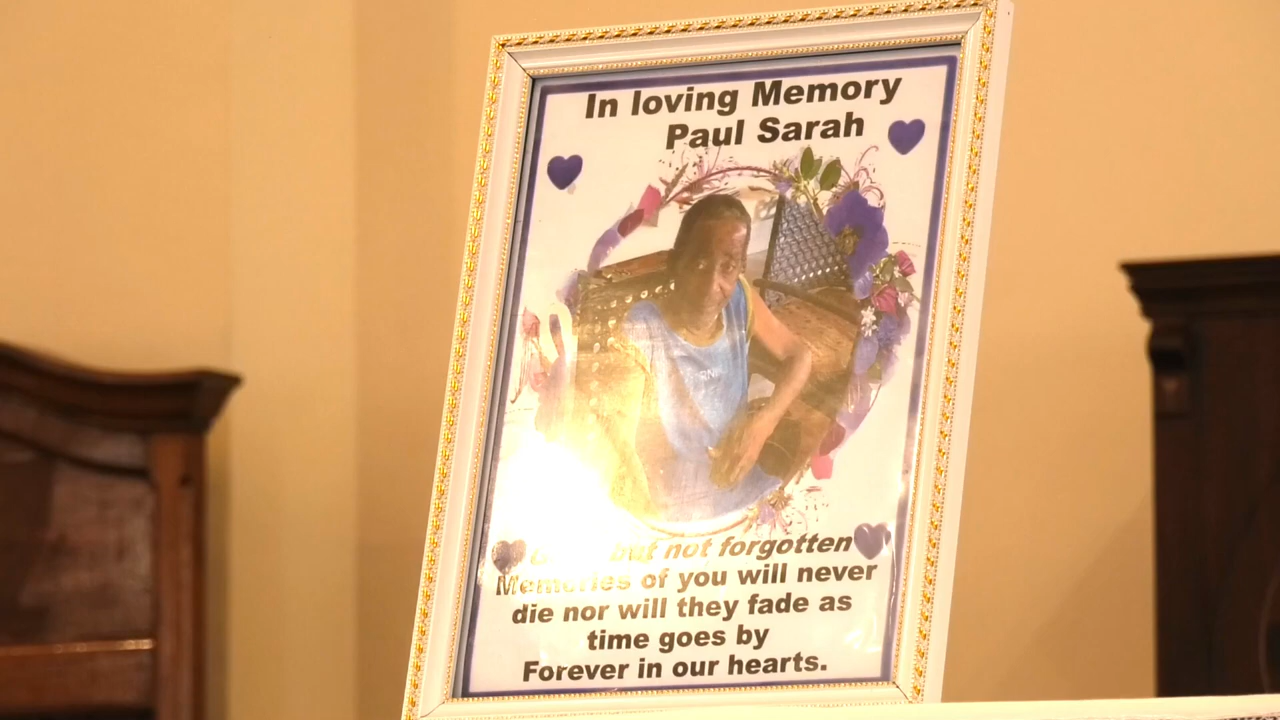 In loving Memory
Paul Sarah
but not forgotten
Memories of you will never
die nor will they fade as
time goes by
Forever in our hearts.